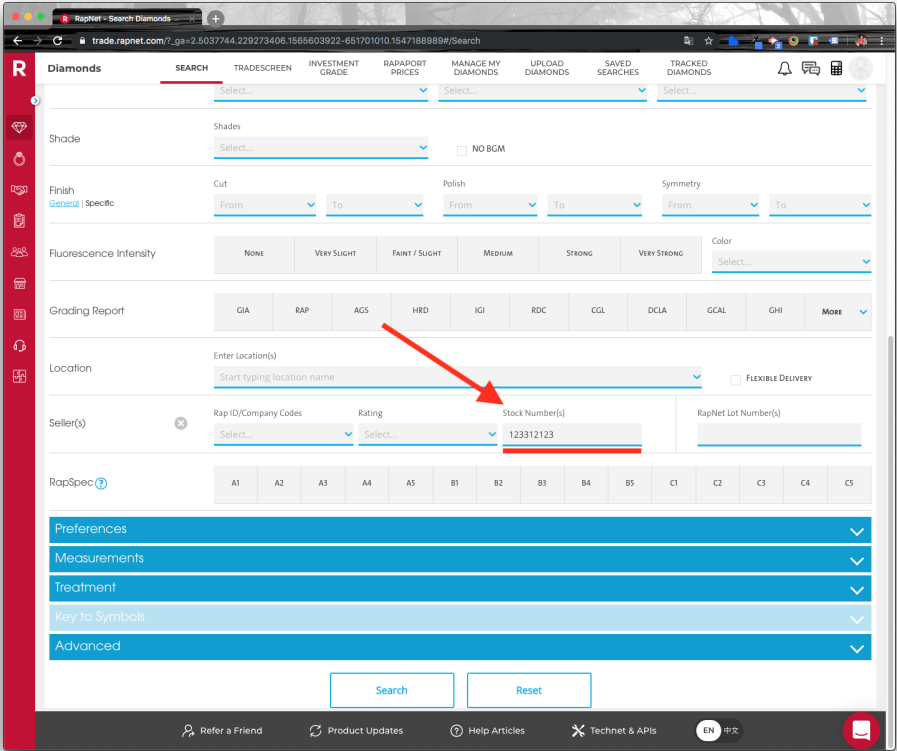 RapNet - Search Diamonds
trade.rapnet.com/?_ga=2.5037744.229273406.1565603922-651701010.1547188989#/Search
R Diamonds SEARCH TRADESCREEN INVESTMENT GRADE RAPAPORT PRICES MANAGE MY DIAMONDS UPLOAD DIAMONDS SAVED SEARCHES TRACKED DIAMONDS
Select... Select... Select...
Shades
Shade Select... NO BGM
Cut Polish Symmetry
Finish From To From To From To
General | Specific
Color
Fluorescence Intensity NONE VERY SLIGHT FAINT / SLIGHT MEDIUM STRONG VERY STRONG Select...
Grading Report GIA RAP AGS HRD IGI RDC CGL DCLA GCAL GHI MORE
Enter Location(s)
Location Start typing location name FLEXIBLE DELIVERY
Rap ID/Company Codes Rating Stock Number(s) RapNet Lot Number(s)
Seller(s) Select... Select... 123312123
RapSpec ? A1 A2 A3 A4 A5 B1 B2 B3 B4 B5 C1 C2 C3 C4 C5
Preferences
Measurements
Treatment
Key to Symbols
Advanced
Search Reset
Refer a Friend Product Updates Help Articles Technet & APIs EN 中文